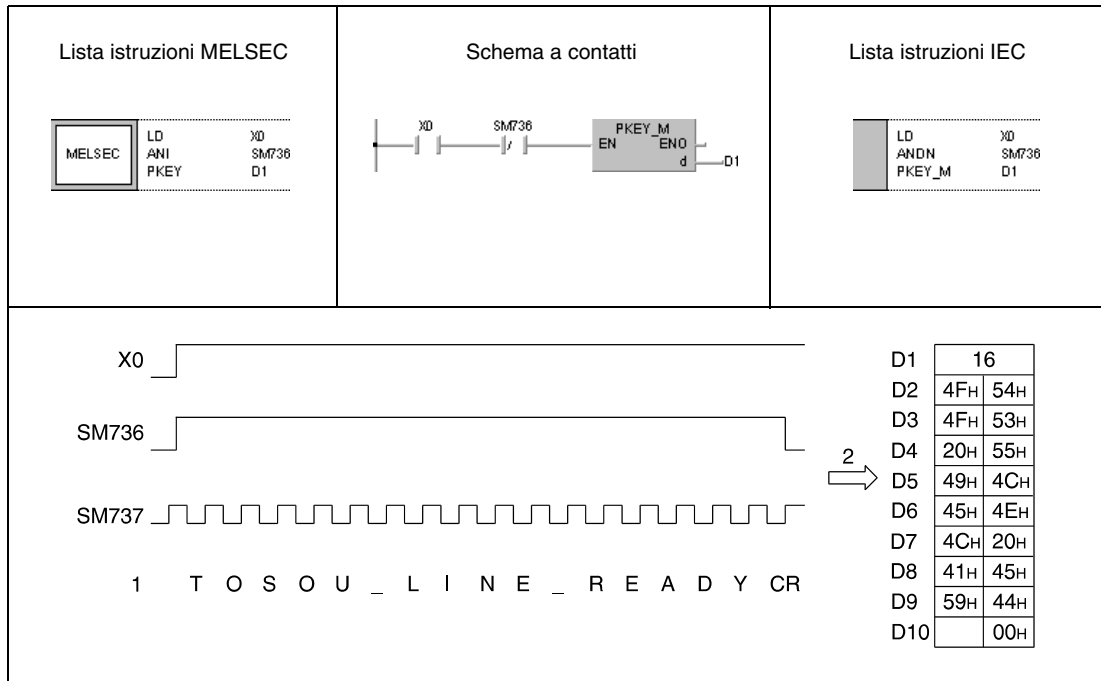 Lista istruzioni MELSEC
Schema a contatti
Lista istruzioni IEC
MELSEC
LD X0
ANI SM736
PKEY D1
X0 SM736 PKEY_M
EN ENO
d D1
LD X0
ANDN SM736
PKEY_M D1
X0
SM736
SM737
1 T O S O U _ L I N E _ R E A D Y CR
2
D1 16
D2 4FH 54H
D3 4FH 53H
D4 20H 55H
D5 49H 4CH
D6 45H 4EH
D7 4CH 20H
D8 41H 45H
D9 59H 44H
D10 00H